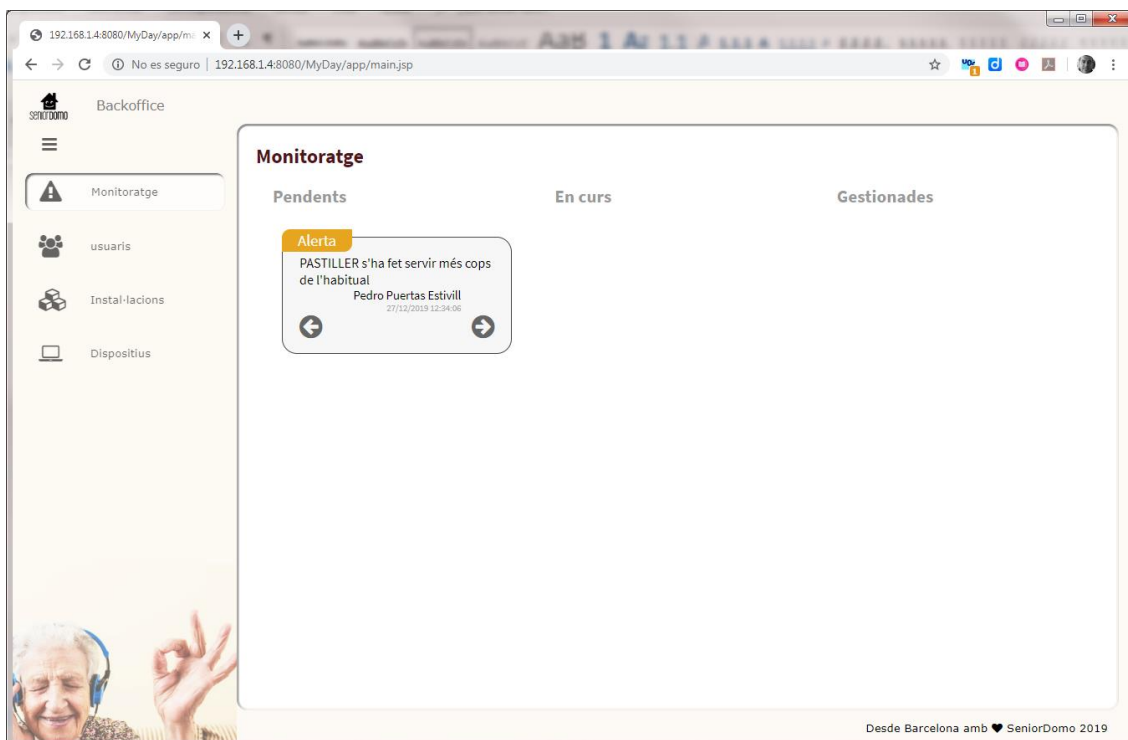 192.168.1.4:8080/MyDay/app/ma
No es seguro | 192.168.1.4:8080/MyDay/app/main.jsp
SENIORDOMO
Backoffice
Monitoratge
usuaris
Instal·lacions
Dispositius
Monitoratge
Pendents
En curs
Gestionades
Alerta
PASTILLER s'ha fet servir més cops
de l'habitual
Pedro Puertas Estivill
27/12/2019 12:34:06
Desde Barcelona amb ♥ SeniorDomo 2019